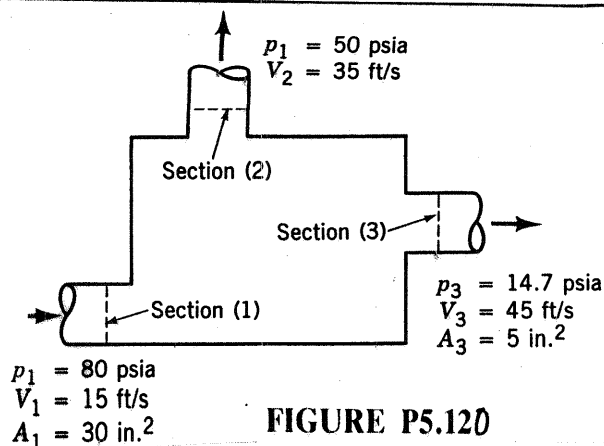 p₁ = 50 psia
V₂ = 35 ft/s
Section (2)
Section (3)
Section (1)
p₃ = 14.7 psia
V₃ = 45 ft/s
A₃ = 5 in.²
p₁ = 80 psia
V₁ = 15 ft/s
A₁ = 30 in.²
FIGURE P5.120